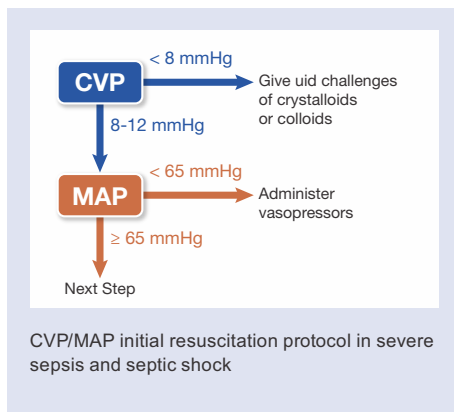 < 8 mmHg
CVP
Give uid challenges
of crystalloids
or colloids
8-12 mmHg
< 65 mmHg
MAP
Administer
vasopressors
≥ 65 mmHg
Next Step
CVP/MAP initial resuscitation protocol in severe
sepsis and septic shock